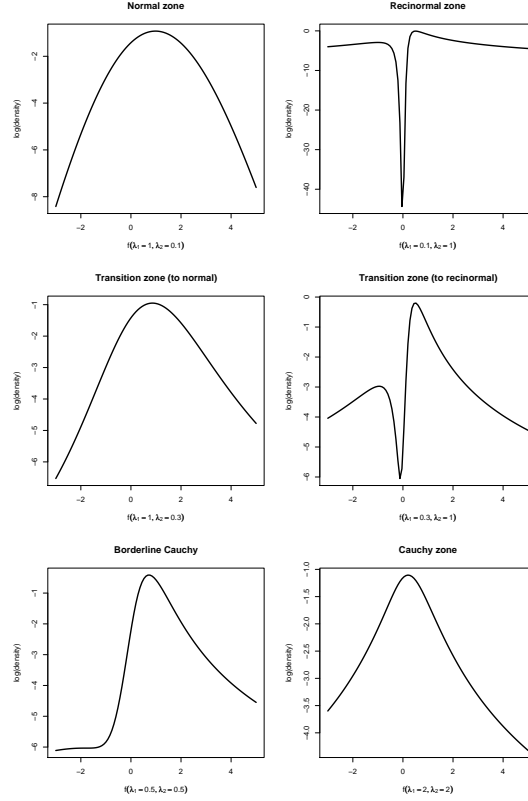 Normal zone
log(density)
−2
−4
−6
−8
−2 0 2 4
f(λ1 = 1, λ2 = 0.1)
Recinormal zone
log(density)
0
−10
−20
−30
−40
−2 0 2 4
f(λ1 = 0.1, λ2 = 1)
Transition zone (to normal)
log(density)
−1
−2
−3
−4
−5
−6
−2 0 2 4
f(λ1 = 1, λ2 = 0.3)
Transition zone (to recinormal)
log(density)
0
−1
−2
−3
−4
−5
−6
−2 0 2 4
f(λ1 = 0.3, λ2 = 1)
Borderline Cauchy
log(density)
−1
−2
−3
−4
−5
−6
−2 0 2 4
f(λ1 = 0.5, λ2 = 0.5)
Cauchy zone
log(density)
−1.0
−1.5
−2.0
−2.5
−3.0
−3.5
−4.0
−2 0 2 4
f(λ1 = 2, λ2 = 2)